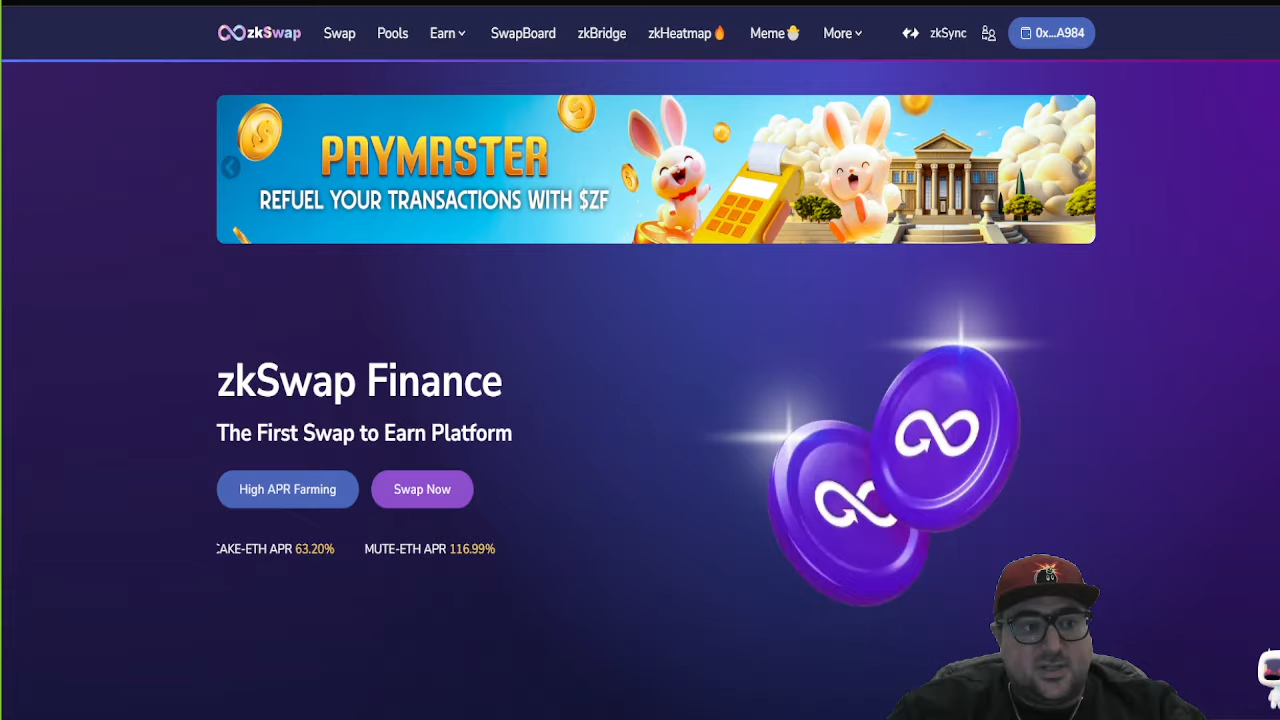 zkSwap Swap Pools Earn SwapBoard zkBridge zkHeatmap Meme More zkSync 0x...A984
PAYMASTER
REFUEL YOUR TRANSACTIONS WITH $ZF
zkSwap Finance
The First Swap to Earn Platform
High APR Farming Swap Now
CAKE-ETH APR 63.20% MUTE-ETH APR 116.99%